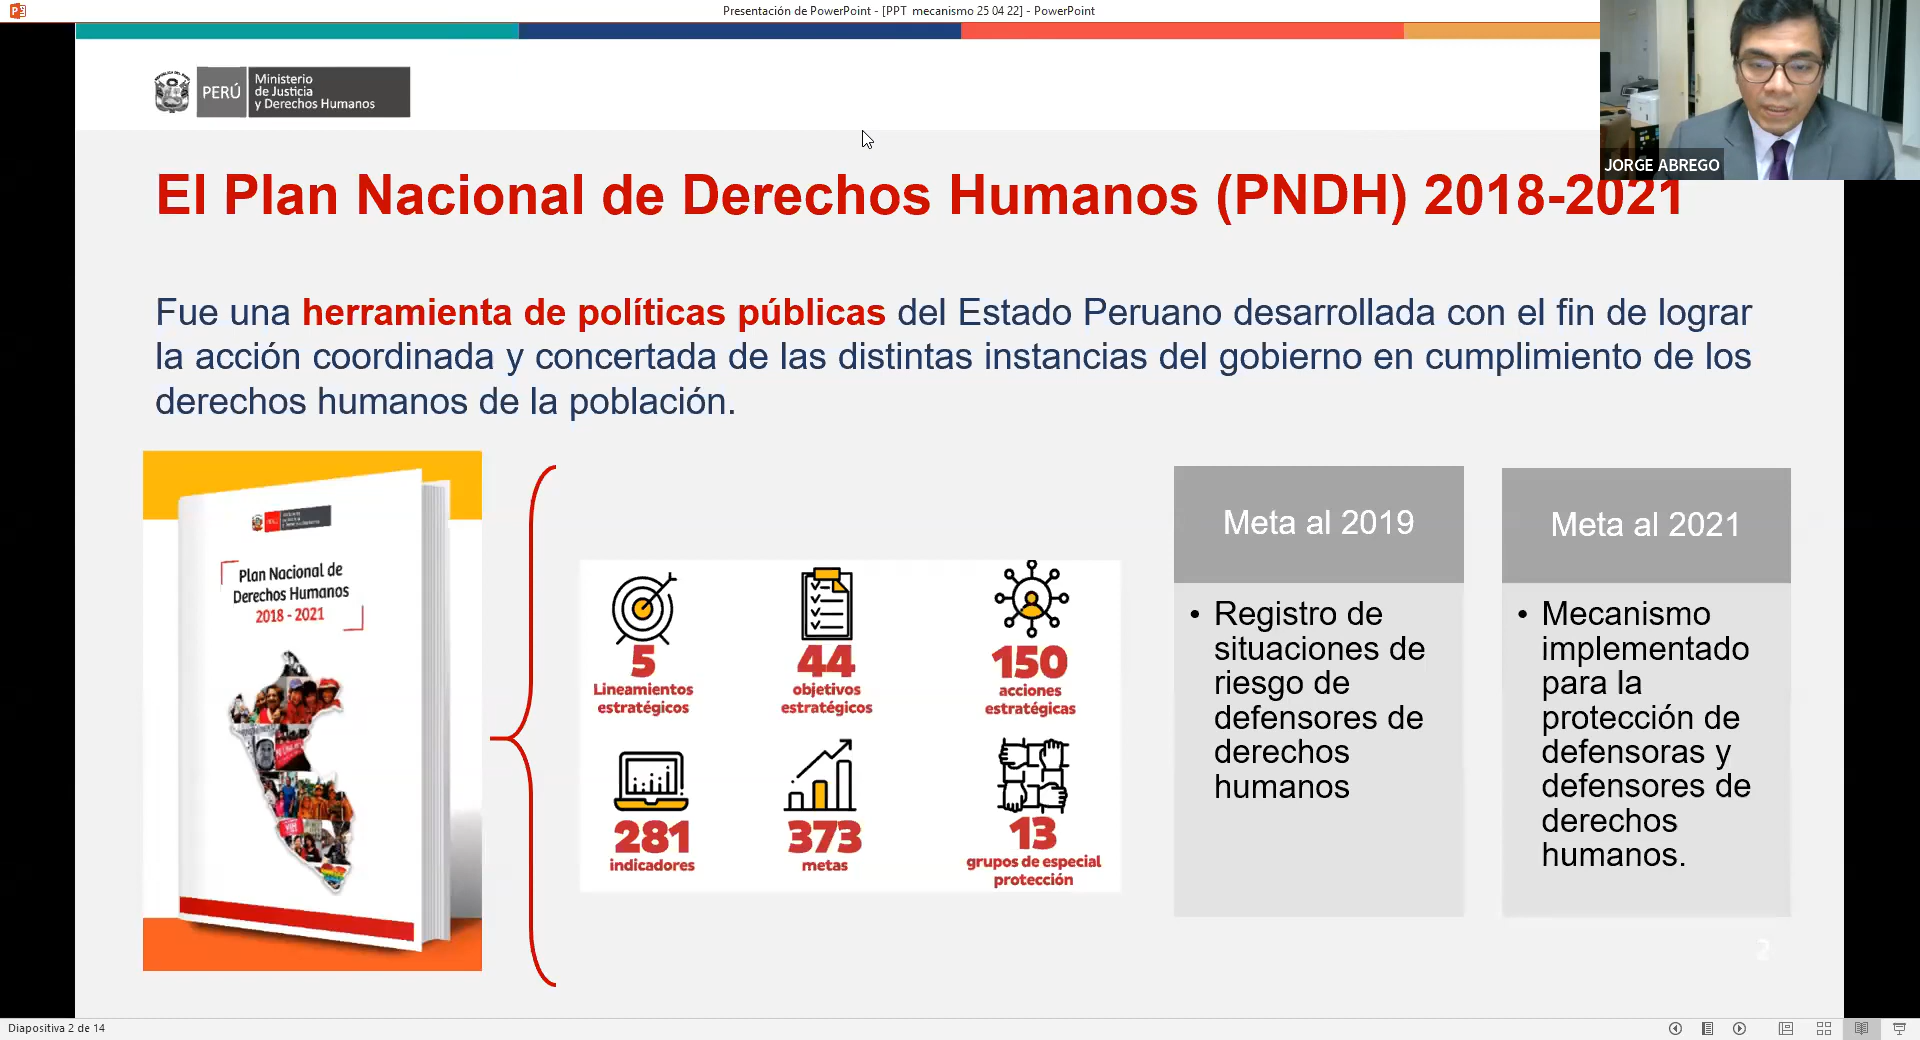 Presentación de PowerPoint - [PPT mecanismo 25 04 22] - PowerPoint
PERÚ
Ministerio
de Justicia
y Derechos Humanos
JORGE ABREGO
El Plan Nacional de Derechos Humanos (PNDH) 2018-2021
Fue una herramienta de políticas públicas del Estado Peruano desarrollada con el fin de lograr
la acción coordinada y concertada de las distintas instancias del gobierno en cumplimiento de los
derechos humanos de la población.
Plan Nacional de
Derechos Humanos
2018 - 2021
5
Lineamientos
estratégicos
44
objetivos
estratégicos
150
acciones
estratégicas
281
indicadores
373
metas
13
grupos de especial
protección
Meta al 2019
• Registro de
situaciones de
riesgo de
defensores de
derechos
humanos
Meta al 2021
• Mecanismo
implementado
para la
protección de
defensoras y
defensores de
derechos
humanos.
2
Diapositiva 2 de 14